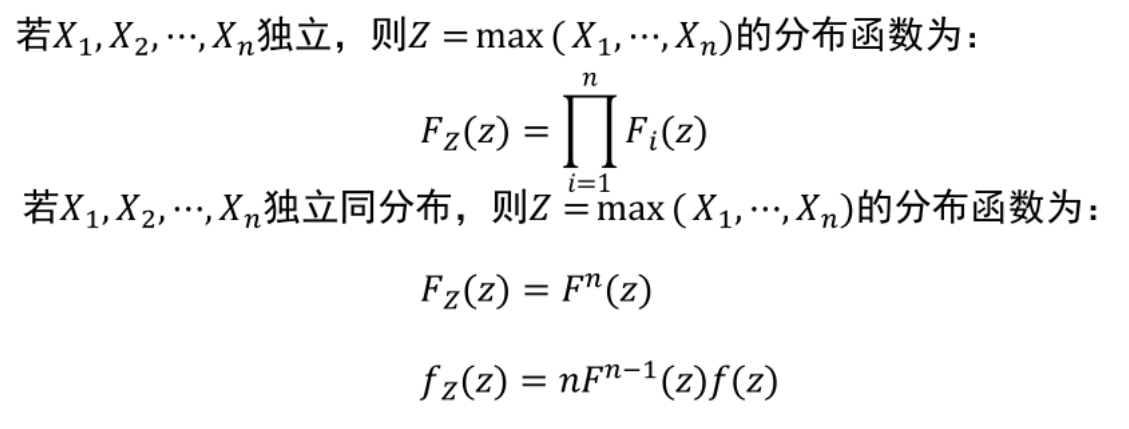 若X₁, X₂, ⋯, Xₙ独立，则Z = max ( X₁, ⋯, Xₙ)的分布函数为：
F_Z(z) = ∏_{i=1}^{n} F_i(z)
若X₁, X₂, ⋯, Xₙ独立同分布，则Z = max ( X₁, ⋯, Xₙ)的分布函数为：
F_Z(z) = Fⁿ(z)
f_Z(z) = nFⁿ⁻¹(z)f(z)